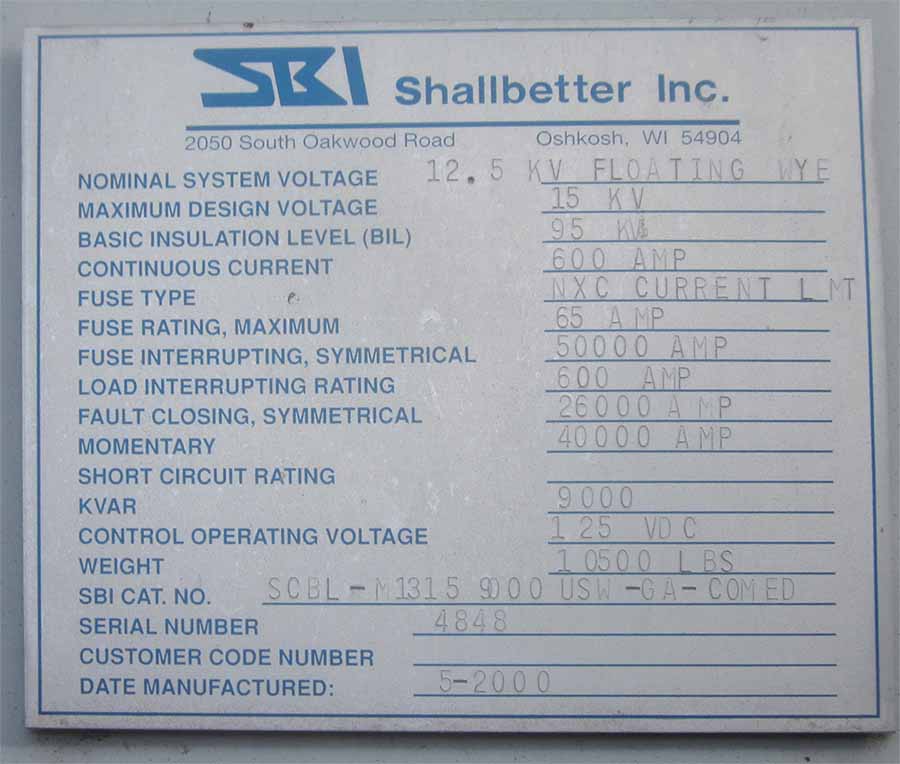 SBI Shallbetter Inc.
2050 South Oakwood Road Oshkosh, WI 54904
NOMINAL SYSTEM VOLTAGE 12.5 KV FLOATING WYE
MAXIMUM DESIGN VOLTAGE 15 KV
BASIC INSULATION LEVEL (BIL) 95 KV
CONTINUOUS CURRENT 600 AMP
FUSE TYPE NXC CURRENT L MT
FUSE RATING, MAXIMUM 65 AMP
FUSE INTERRUPTING, SYMMETRICAL 50000 AMP
LOAD INTERRUPTING RATING 600 AMP
FAULT CLOSING, SYMMETRICAL 26000 AMP
MOMENTARY 40000 AMP
SHORT CIRCUIT RATING
KVAR 9000
CONTROL OPERATING VOLTAGE 125 VDC
WEIGHT 10500 LBS
SBI CAT. NO. SCBL-M1315 9000 USW-GA-COMED
SERIAL NUMBER 4848
CUSTOMER CODE NUMBER
DATE MANUFACTURED: 5-2000